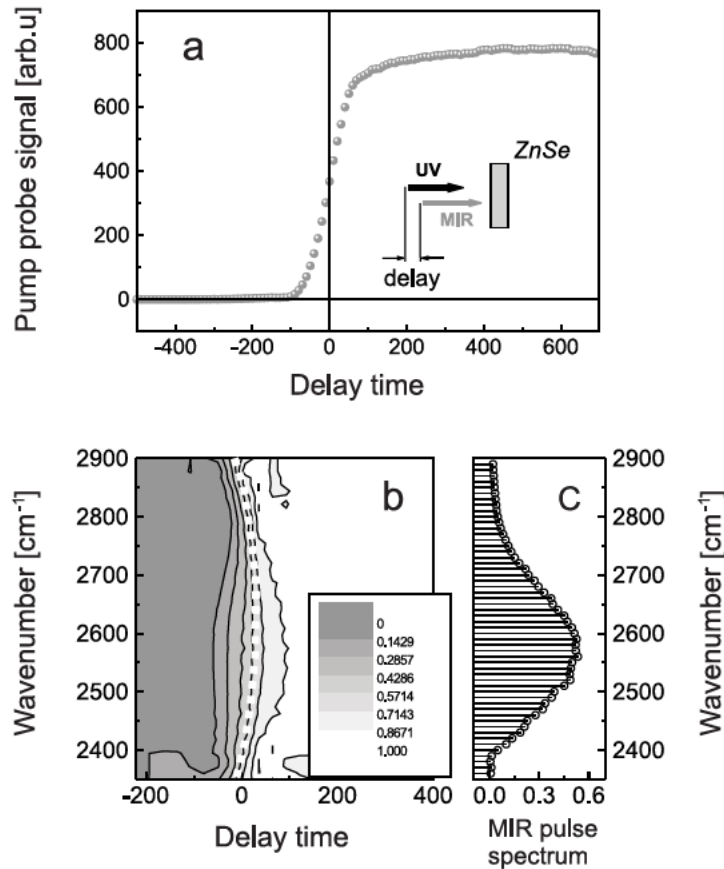 a
Pump probe signal [arb.u]
800
600
400
200
0
ZnSe
UV
MIR
delay
-400
-200
0
200
400
600
Delay time
b
Wavenumber [cm⁻¹]
2900
2800
2700
2600
2500
2400
0
0.1429
0.2857
0.4286
0.5714
0.7143
0.8671
1.000
-200
0
200
400
Delay time
c
2900
2800
2700
2600
2500
2400
Wavenumber [cm⁻¹]
0.0
0.3
0.6
MIR pulse
spectrum